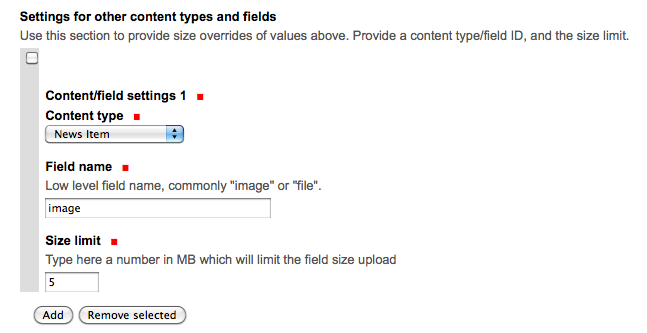 Settings for other content types and fields
Use this section to provide size overrides of values above. Provide a content type/field ID, and the size limit.
Content/field settings 1
Content type
News Item
Field name
Low level field name, commonly "image" or "file".
image
Size limit
Type here a number in MB which will limit the field size upload
5
Add Remove selected